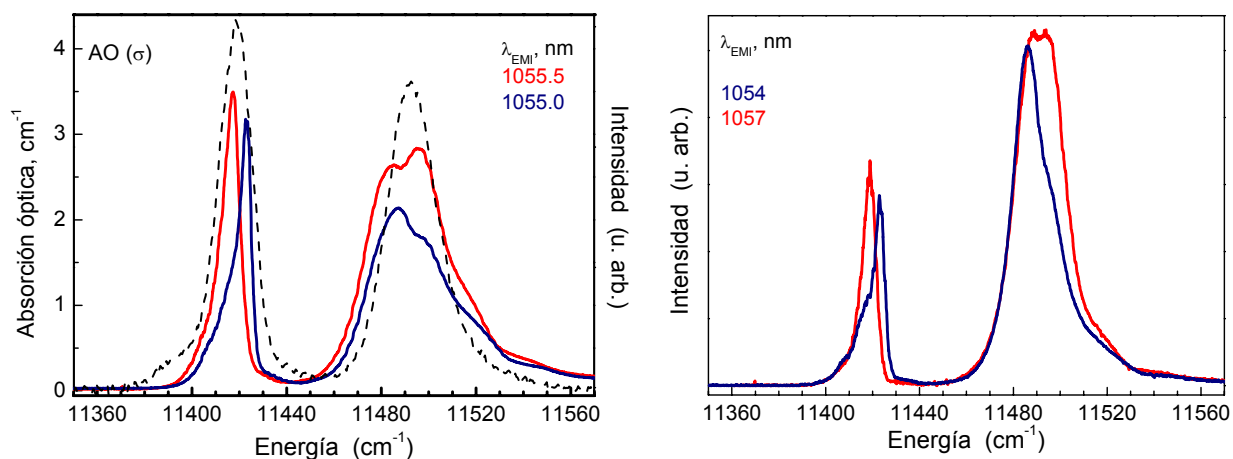 AO (σ)
λEMI, nm
1055.5
1055.0
Absorción óptica, cm-1
4
3
2
1
0
11360 11400 11440 11480 11520 11560
Energía (cm-1)
Intensidad (u. arb.)
λEMI, nm
1054
1057
Intensidad (u. arb.)
11360 11400 11440 11480 11520 11560
Energía (cm-1)